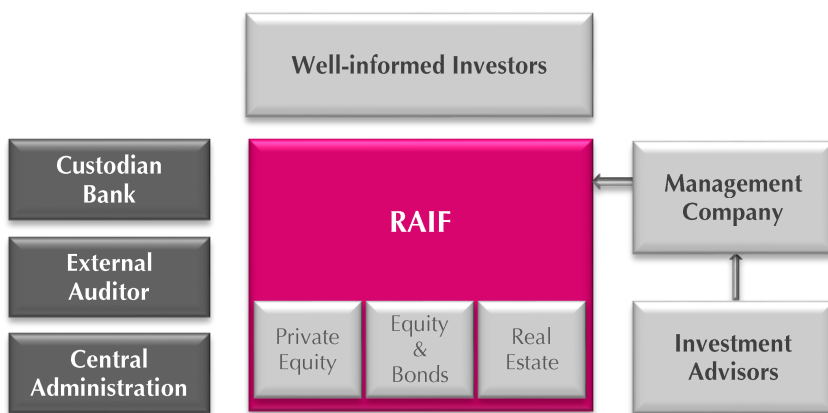 Well-informed Investors
Custodian
Bank
External
Auditor
Central
Administration
RAIF
Private
Equity
Equity
&
Bonds
Real
Estate
Management
Company
Investment
Advisors